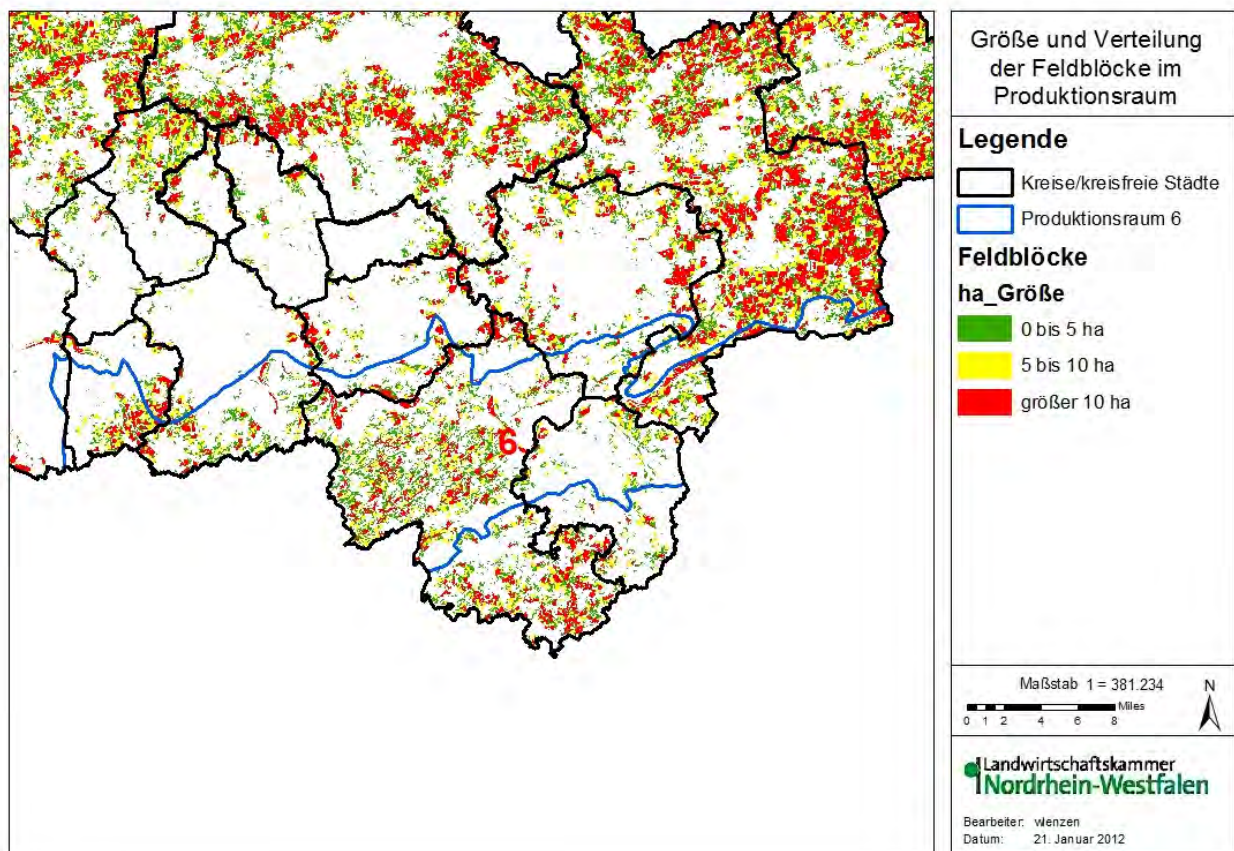 Größe und Verteilung
der Feldblöcke im
Produktionsraum
Legende
Kreise/kreisfreie Städte
Produktionsraum 6
Feldblöcke
ha_Größe
0 bis 5 ha
5 bis 10 ha
größer 10 ha
6
Maßstab 1 = 381.234
N
Miles
0 1 2 4 6 8
Landwirtschaftskammer
Nordrhein-Westfalen
Bearbeiter: wienzen
Datum: 21. Januar 2012